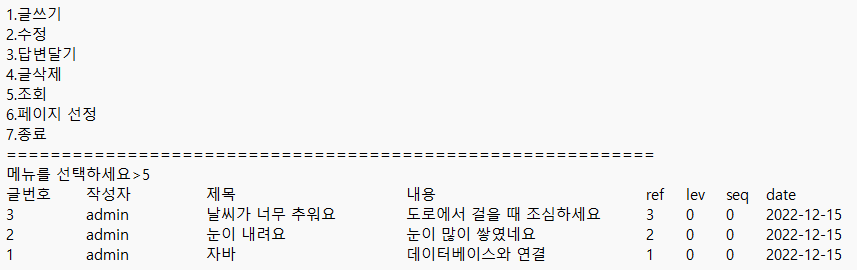 1.글쓰기
2.수정
3.답변달기
4.글삭제
5.조회
6.페이지 선정
7.종료
============================================================
메뉴를 선택하세요>5
글번호 작성자 제목 내용 ref lev seq date
3 admin 날씨가 너무 추워요 도로에서 걸을 때 조심하세요 3 0 0 2022-12-15
2 admin 눈이 내려요 눈이 많이 쌓였네요 2 0 0 2022-12-15
1 admin 자바 데이터베이스와 연결 1 0 0 2022-12-15